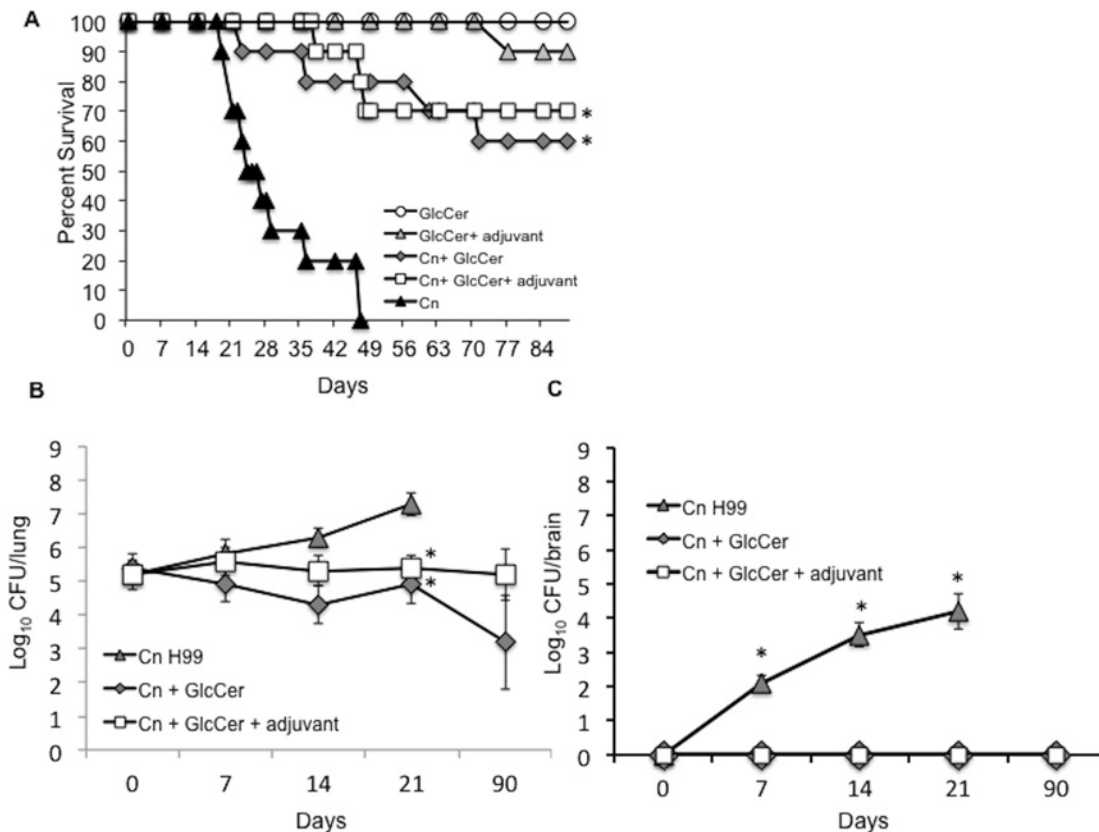 A
Percent Survival
100
90
80
70
60
50
40
30
20
10
0
*
*
GlcCer
GlcCer+ adjuvant
Cn+ GlcCer
Cn+ GlcCer+ adjuvant
Cn
0 7 14 21 28 35 42 49 56 63 70 77 84
Days
B
Log10 CFU/lung
9
8
7
6
5
4
3
2
1
0
*
*
Cn H99
Cn + GlcCer
Cn + GlcCer + adjuvant
0 7 14 21 90
Days
C
Log10 CFU/brain
9
8
7
6
5
4
3
2
1
0
Cn H99
Cn + GlcCer
Cn + GlcCer + adjuvant
*
*
*
0 7 14 21 90
Days